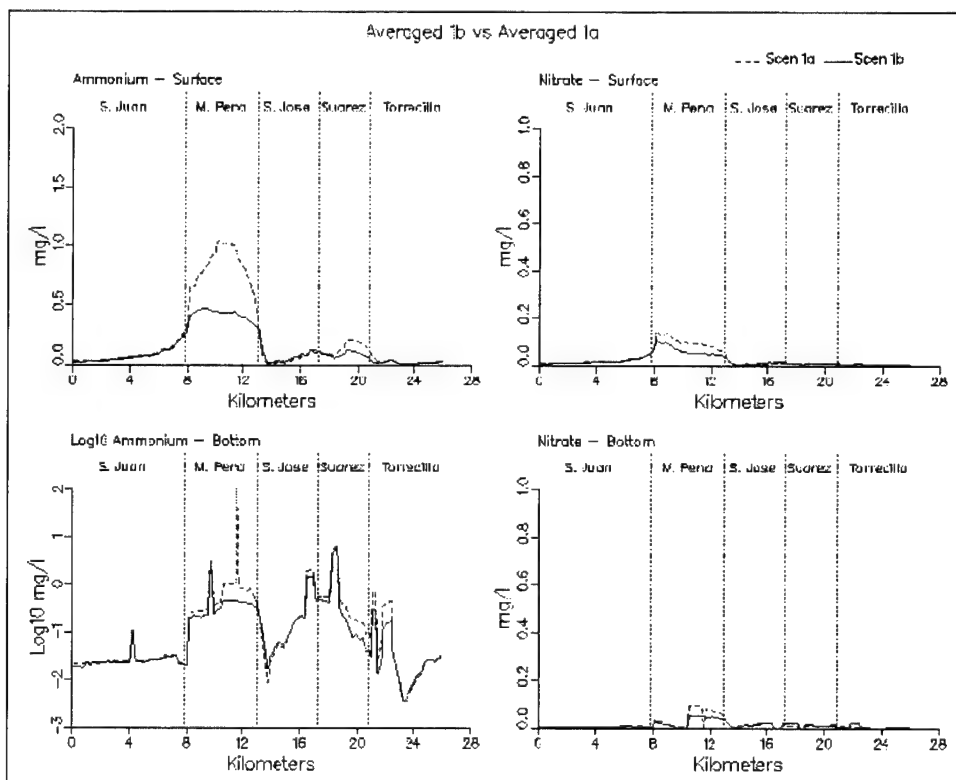 Averaged 1b vs Averaged 1a
Scen 1a Scen 1b
Ammonium – Surface
S. Juan M. Pena S. Jose Suarez Torrecilla
2.0
1.5
1.0
0.5
0.0
mg/l
0 4 8 12 16 20 24 28
Kilometers
Nitrate – Surface
S. Juan M. Pena S. Jose Suarez Torrecilla
1.0
0.8
0.6
0.4
0.2
0.0
mg/l
0 4 8 12 16 20 24 28
Kilometers
Log10 Ammonium – Bottom
S. Juan M. Pena S. Jose Suarez Torrecilla
2
1
-0
-1
-2
-3
Log10 mg/l
0 4 8 12 16 20 24 28
Kilometers
Nitrate – Bottom
S. Juan M. Pena S. Jose Suarez Torrecilla
1.0
0.8
0.6
0.4
0.2
0.0
mg/l
0 4 8 12 16 20 24 28
Kilometers